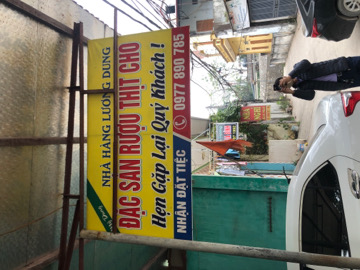 NHÀ HÀNG LƯƠNG DUNG
ĐẶC SẢN RƯỢU THỊT CHÓ
Hẹn Gặp Lại Quý Khách !
NHẬN ĐẶT TIỆC
0977 890 785